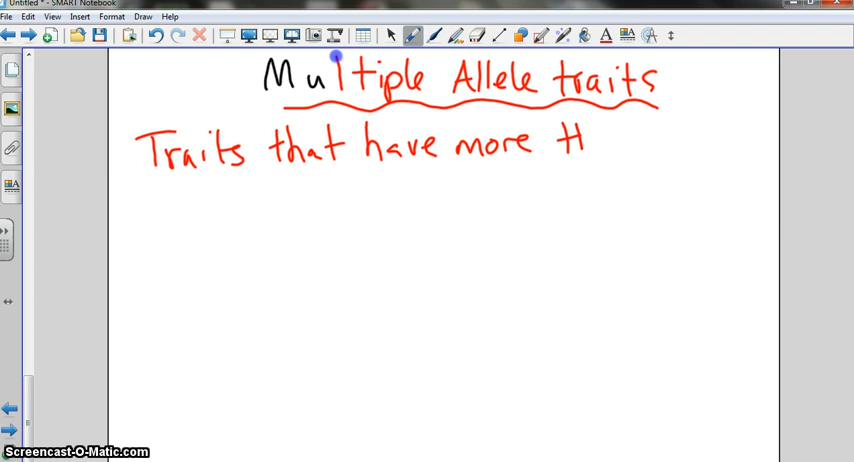 Untitled * - SMART Notebook
File Edit View Insert Format Draw Help
Multiple Allele traits
Traits that have more
Screencast-O-Matic.com